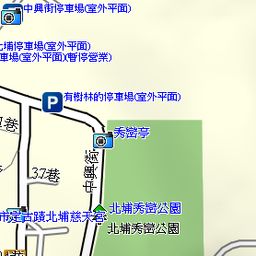 中興街停車場(室外平面)
北埔停車場(室外平面)
車場(室外平面)(暫停營業)
P
有樹林的停車場(室外平面)
1巷
秀巒亭
37巷
中興街
北埔秀巒公園
市定古蹟北埔慈天宮
北埔秀巒公園